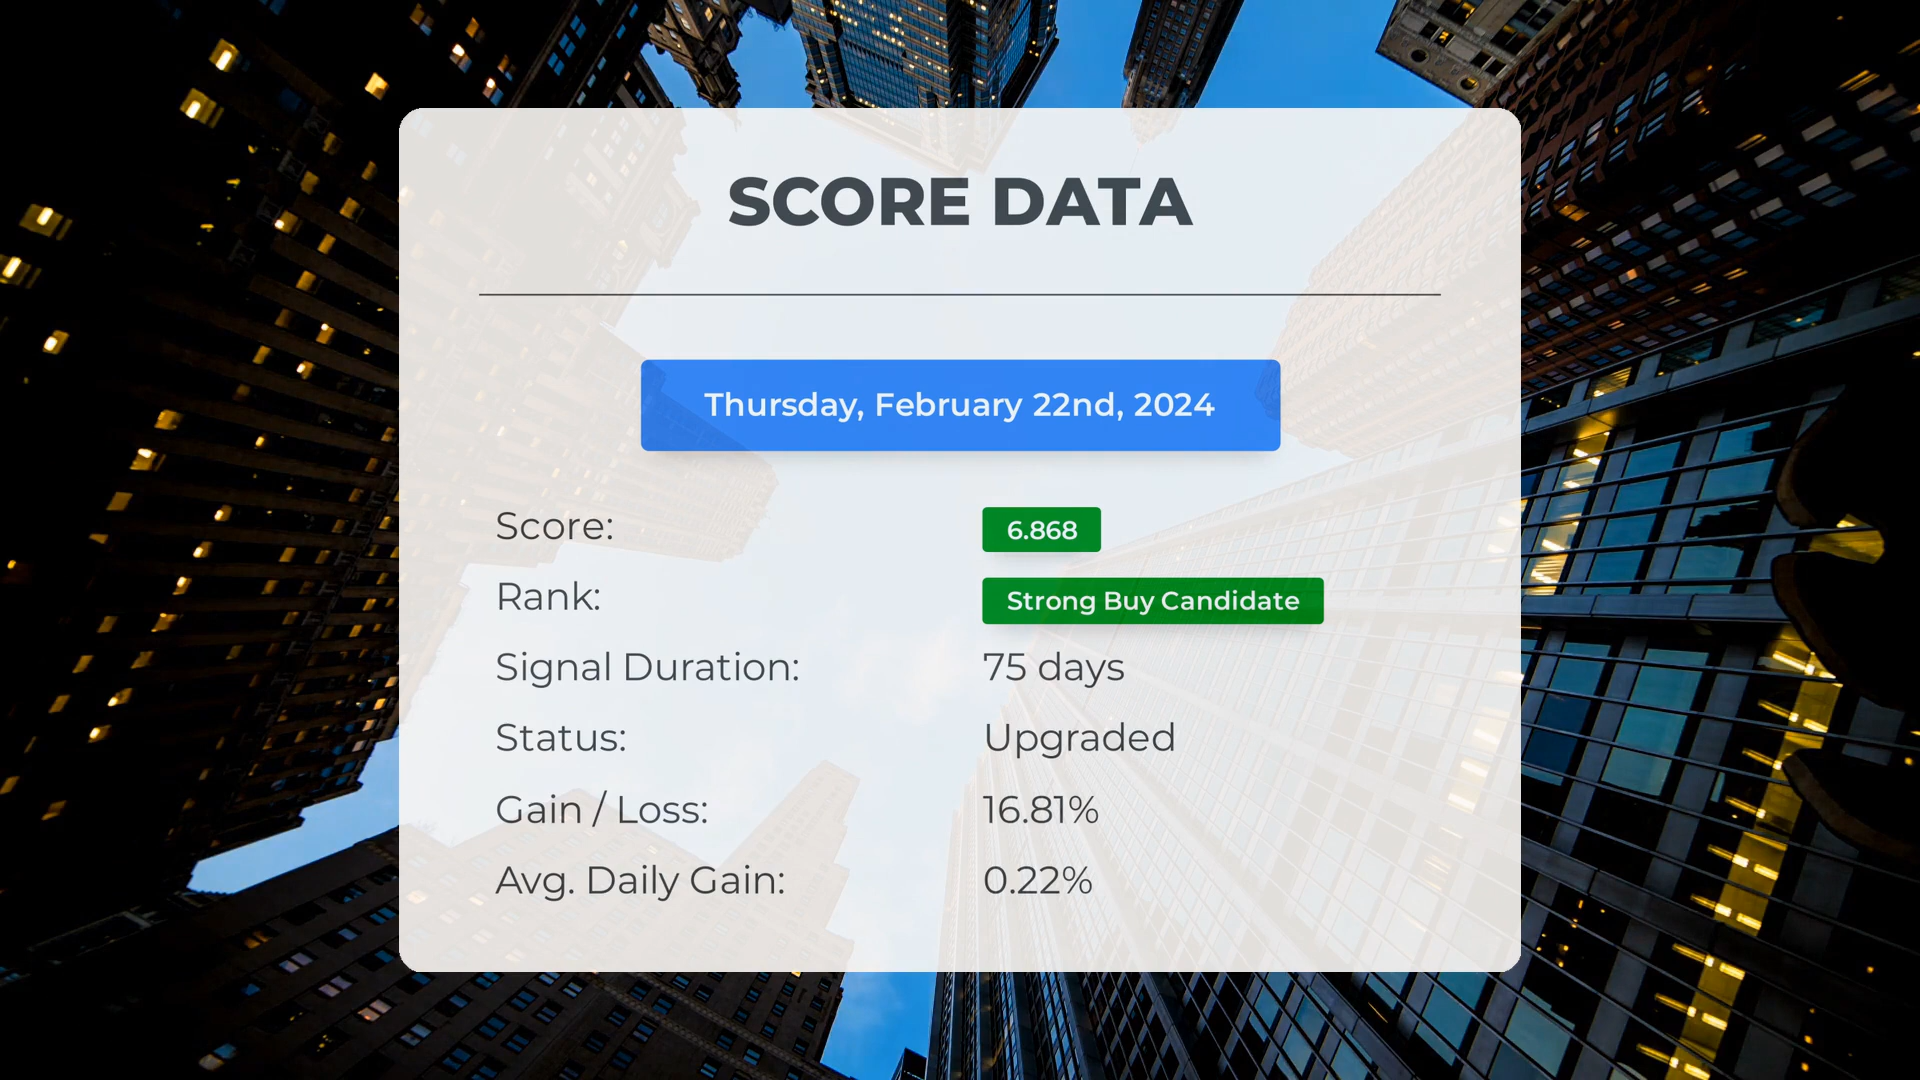 SCORE DATA
Thursday, February 22nd, 2024
Score: 6.868
Rank: Strong Buy Candidate
Signal Duration: 75 days
Status: Upgraded
Gain / Loss: 16.81%
Avg. Daily Gain: 0.22%